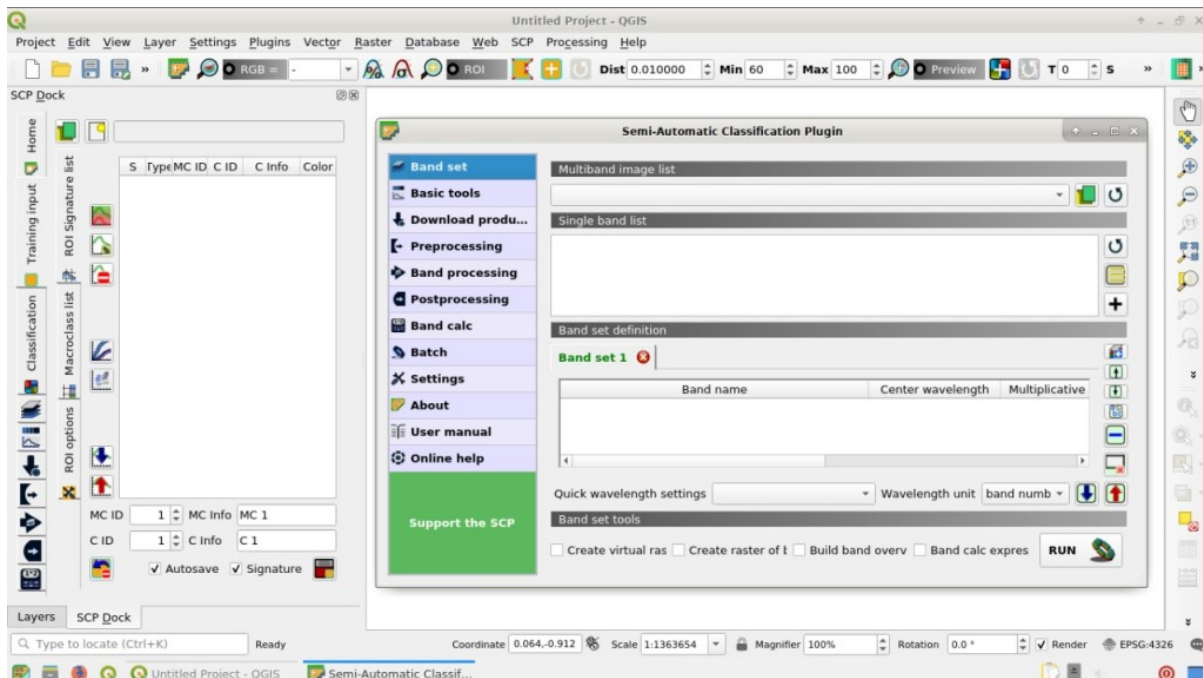 Untitled Project - QGIS
Project Edit View Layer Settings Plugins Vector Raster Database Web SCP Processing Help
» RGB = - ROI Dist 0.010000 Min 60 Max 100 Preview T 0 S »
SCP Dock
Home
Training input
Classification
ROI Signature list
Macroclass list
ROI options
S Type MC ID C ID C Info Color
MC ID 1 MC Info MC 1
C ID 1 C Info C 1
Autosave Signature
Layers SCP Dock
Semi-Automatic Classification Plugin
Band set
Basic tools
Download produ...
Preprocessing
Band processing
Postprocessing
Band calc
Batch
Settings
About
User manual
Online help
Support the SCP
Multiband image list
Single band list
Band set definition
Band set 1
Band name Center wavelength Multiplicative
Quick wavelength settings Wavelength unit band numb
Band set tools
Create virtual ras Create raster of b Build band overv Band calc expres RUN
Type to locate (Ctrl+K) Ready Coordinate 0.064,-0.912 Scale 1:1363654 Magnifier 100% Rotation 0.0 ° Render EPSG:4326
Untitled Project - QGIS Semi-Automatic Classif...